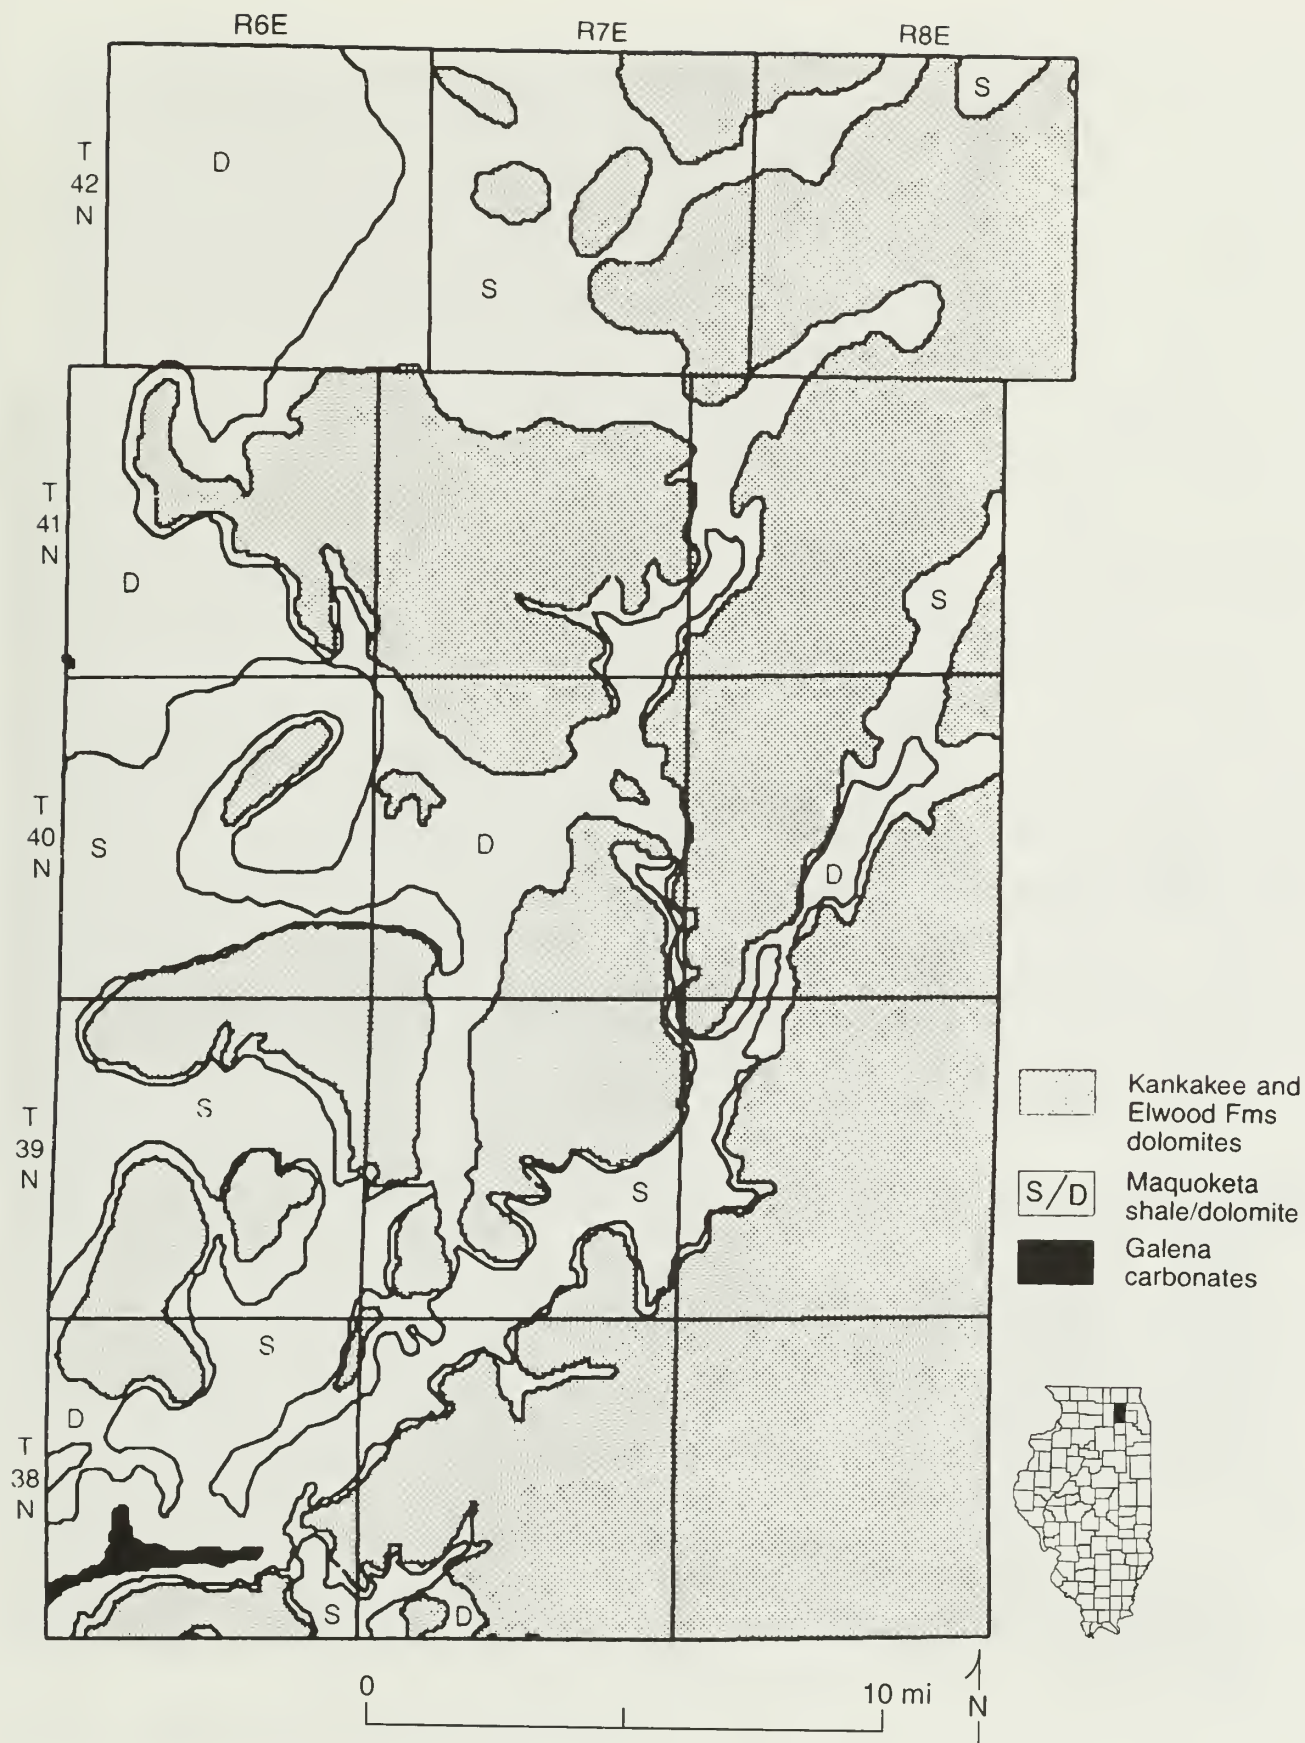 R6E R7E R8E
S
T
42
N
D
S
T
41
N
D
S
T
40
N
S
D
D
Kankakee and
Elwood Fms
dolomites
T
39
N
S
S
S/D
Maquoketa
shale/dolomite
Galena
carbonates
S
D
T
38
N
S
D
0 10 mi
N